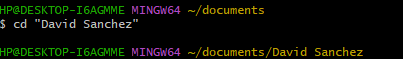 HP@DESKTOP-I6AGMME MINGW64 ~/documents
$ cd "David Sanchez"
HP@DESKTOP-I6AGMME MINGW64 ~/documents/David Sanchez